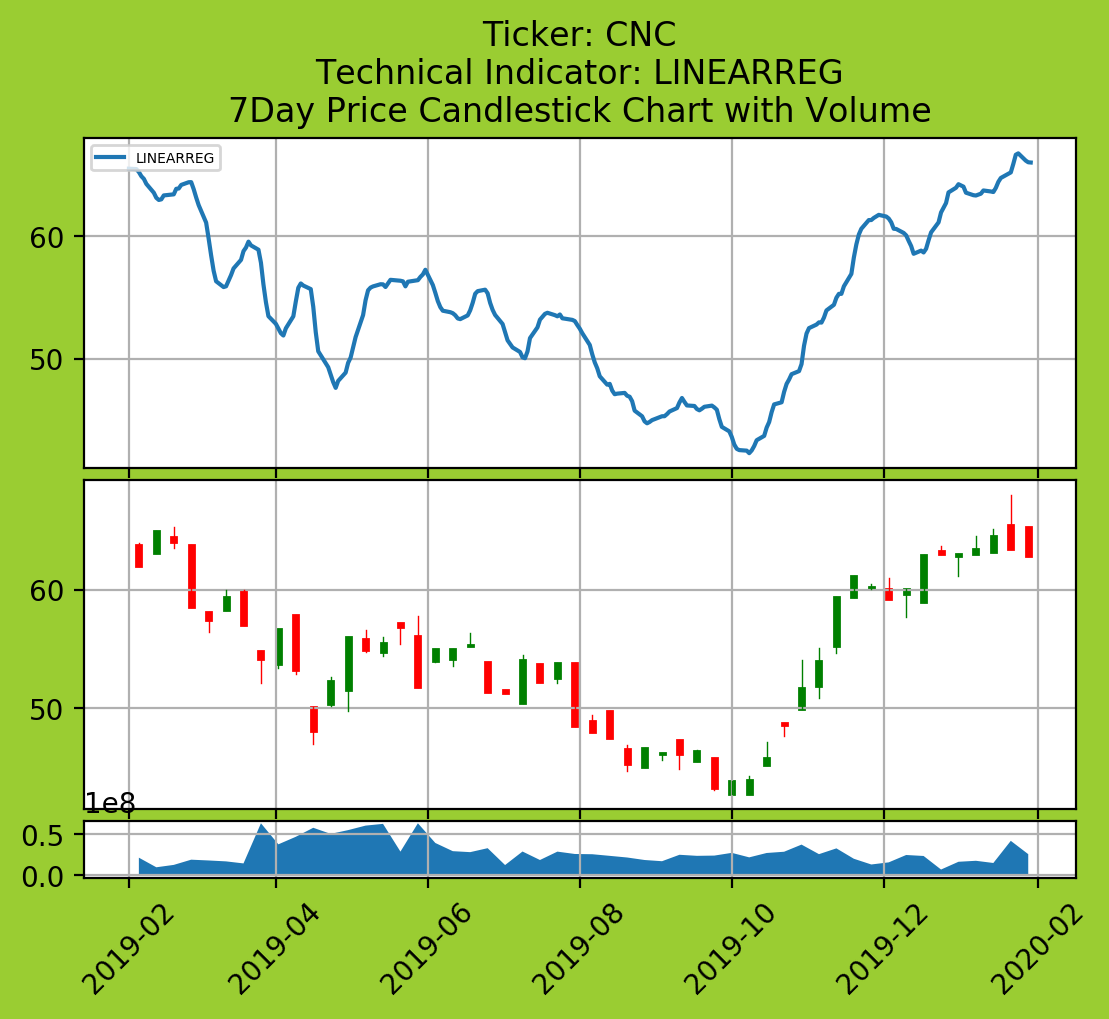 Ticker: CNC
Technical Indicator: LINEARREG
7Day Price Candlestick Chart with Volume
LINEARREG
60
50
60
50
1e8
0.5
0.0
2019-02
2019-04
2019-06
2019-08
2019-10
2019-12
2020-02